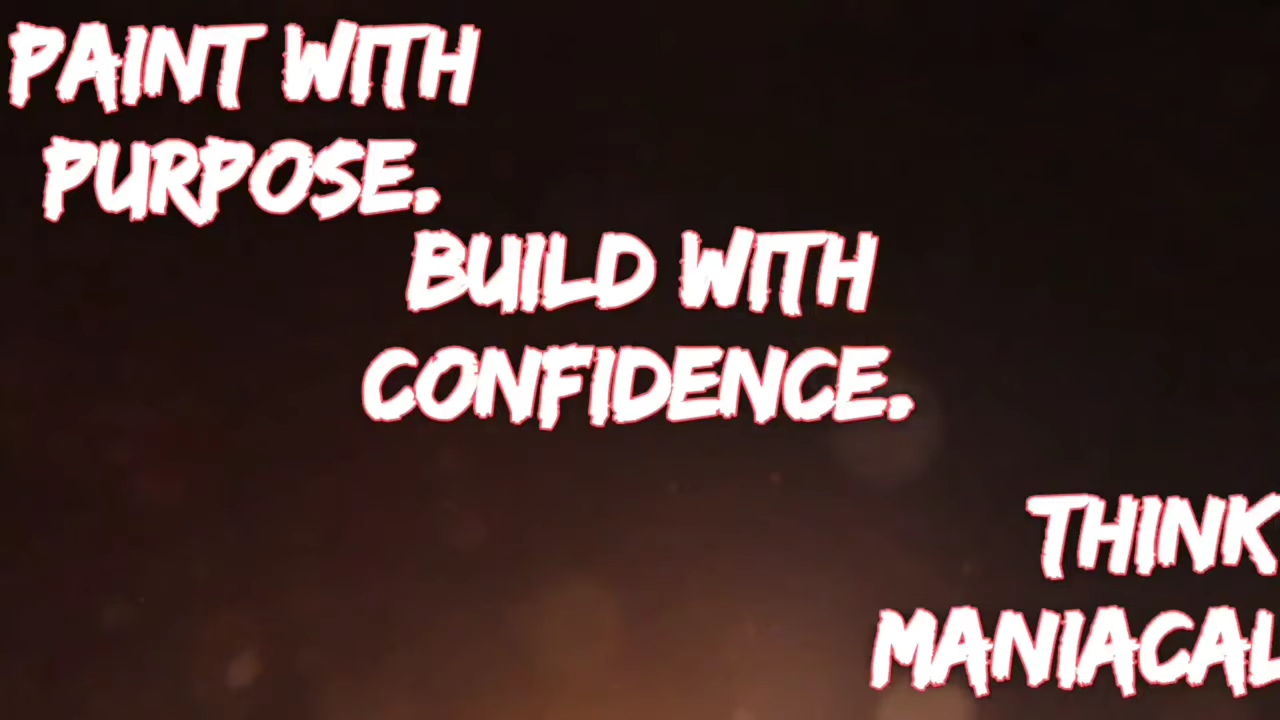 PAINT WITH
PURPOSE.
BUILD WITH
CONFIDENCE.
THINK
MANIACAL